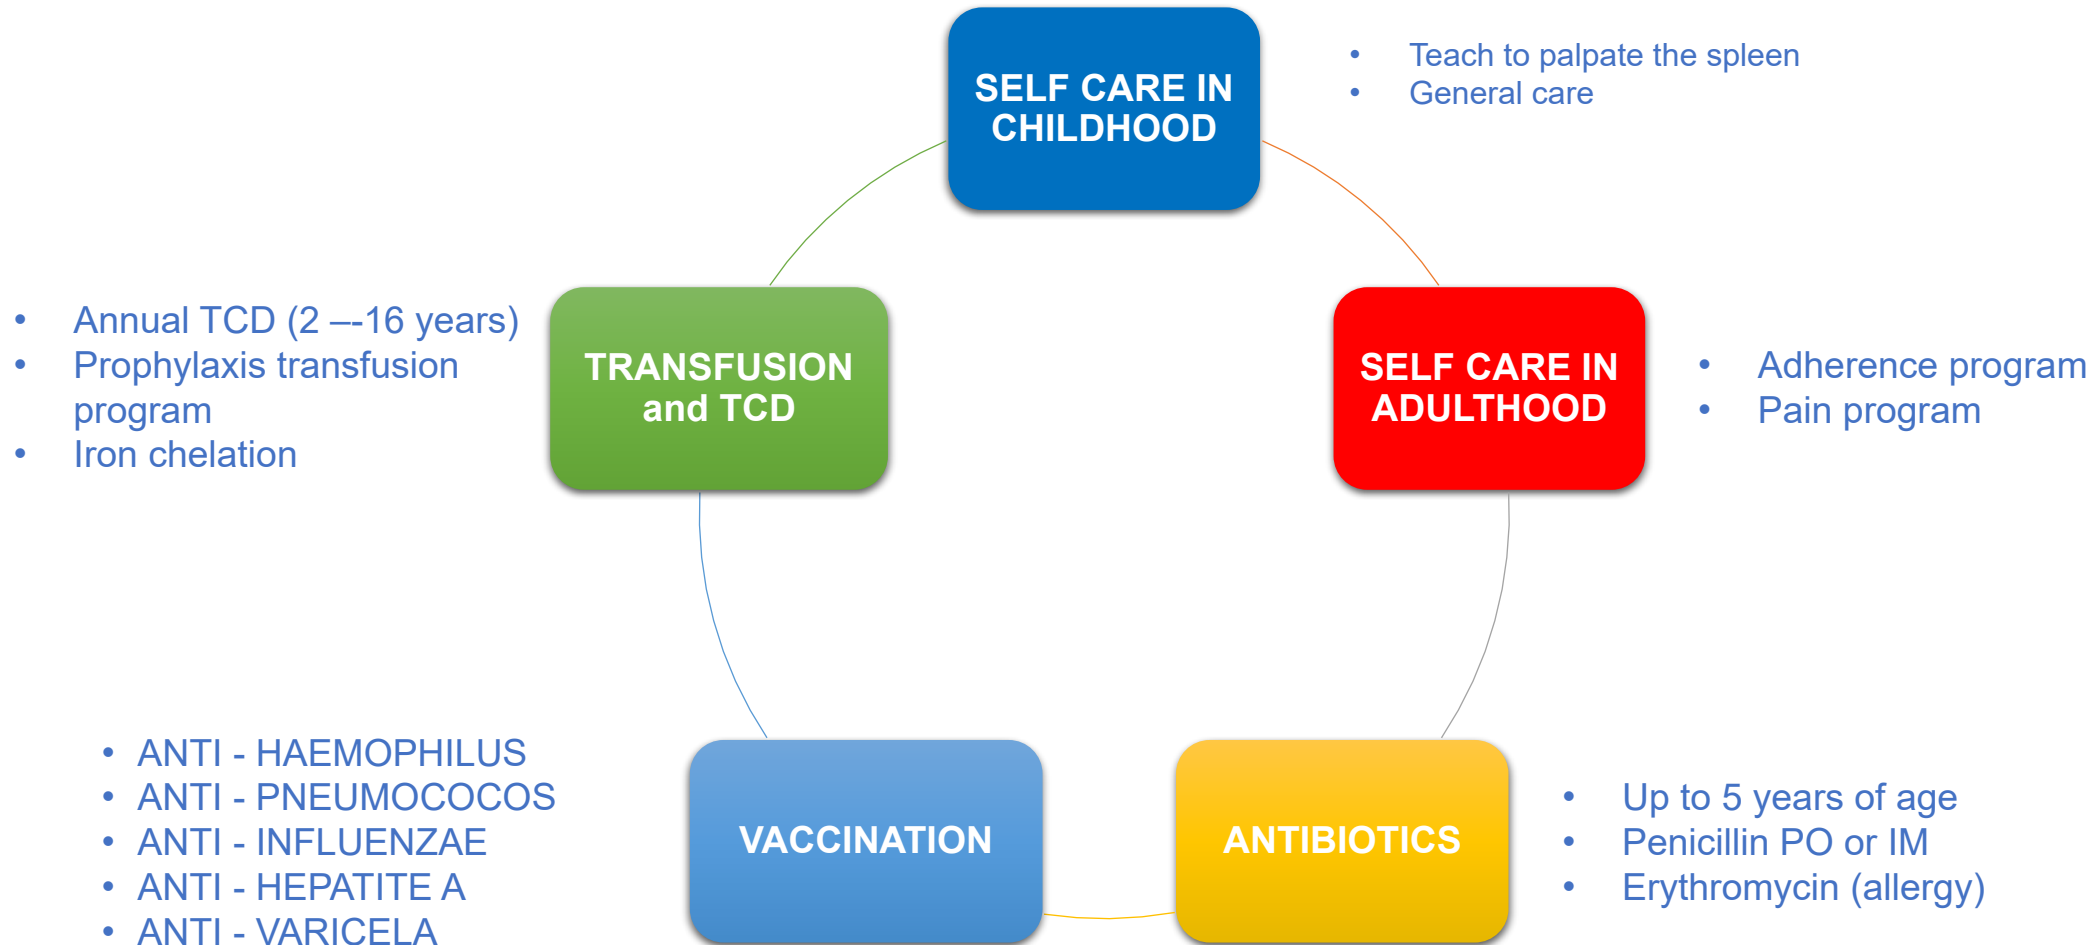 SELF CARE IN
CHILDHOOD
• Teach to palpate the spleen
• General care
SELF CARE IN
ADULTHOOD
• Adherence program
• Pain program
ANTIBIOTICS
• Up to 5 years of age
• Penicillin PO or IM
• Erythromycin (allergy)
VACCINATION
• ANTI - HAEMOPHILUS
• ANTI - PNEUMOCOCOS
• ANTI - INFLUENZAE
• ANTI - HEPATITE A
• ANTI - VARICELA
TRANSFUSION
and TCD
• Annual TCD (2 –-16 years)
• Prophylaxis transfusion
program
• Iron chelation